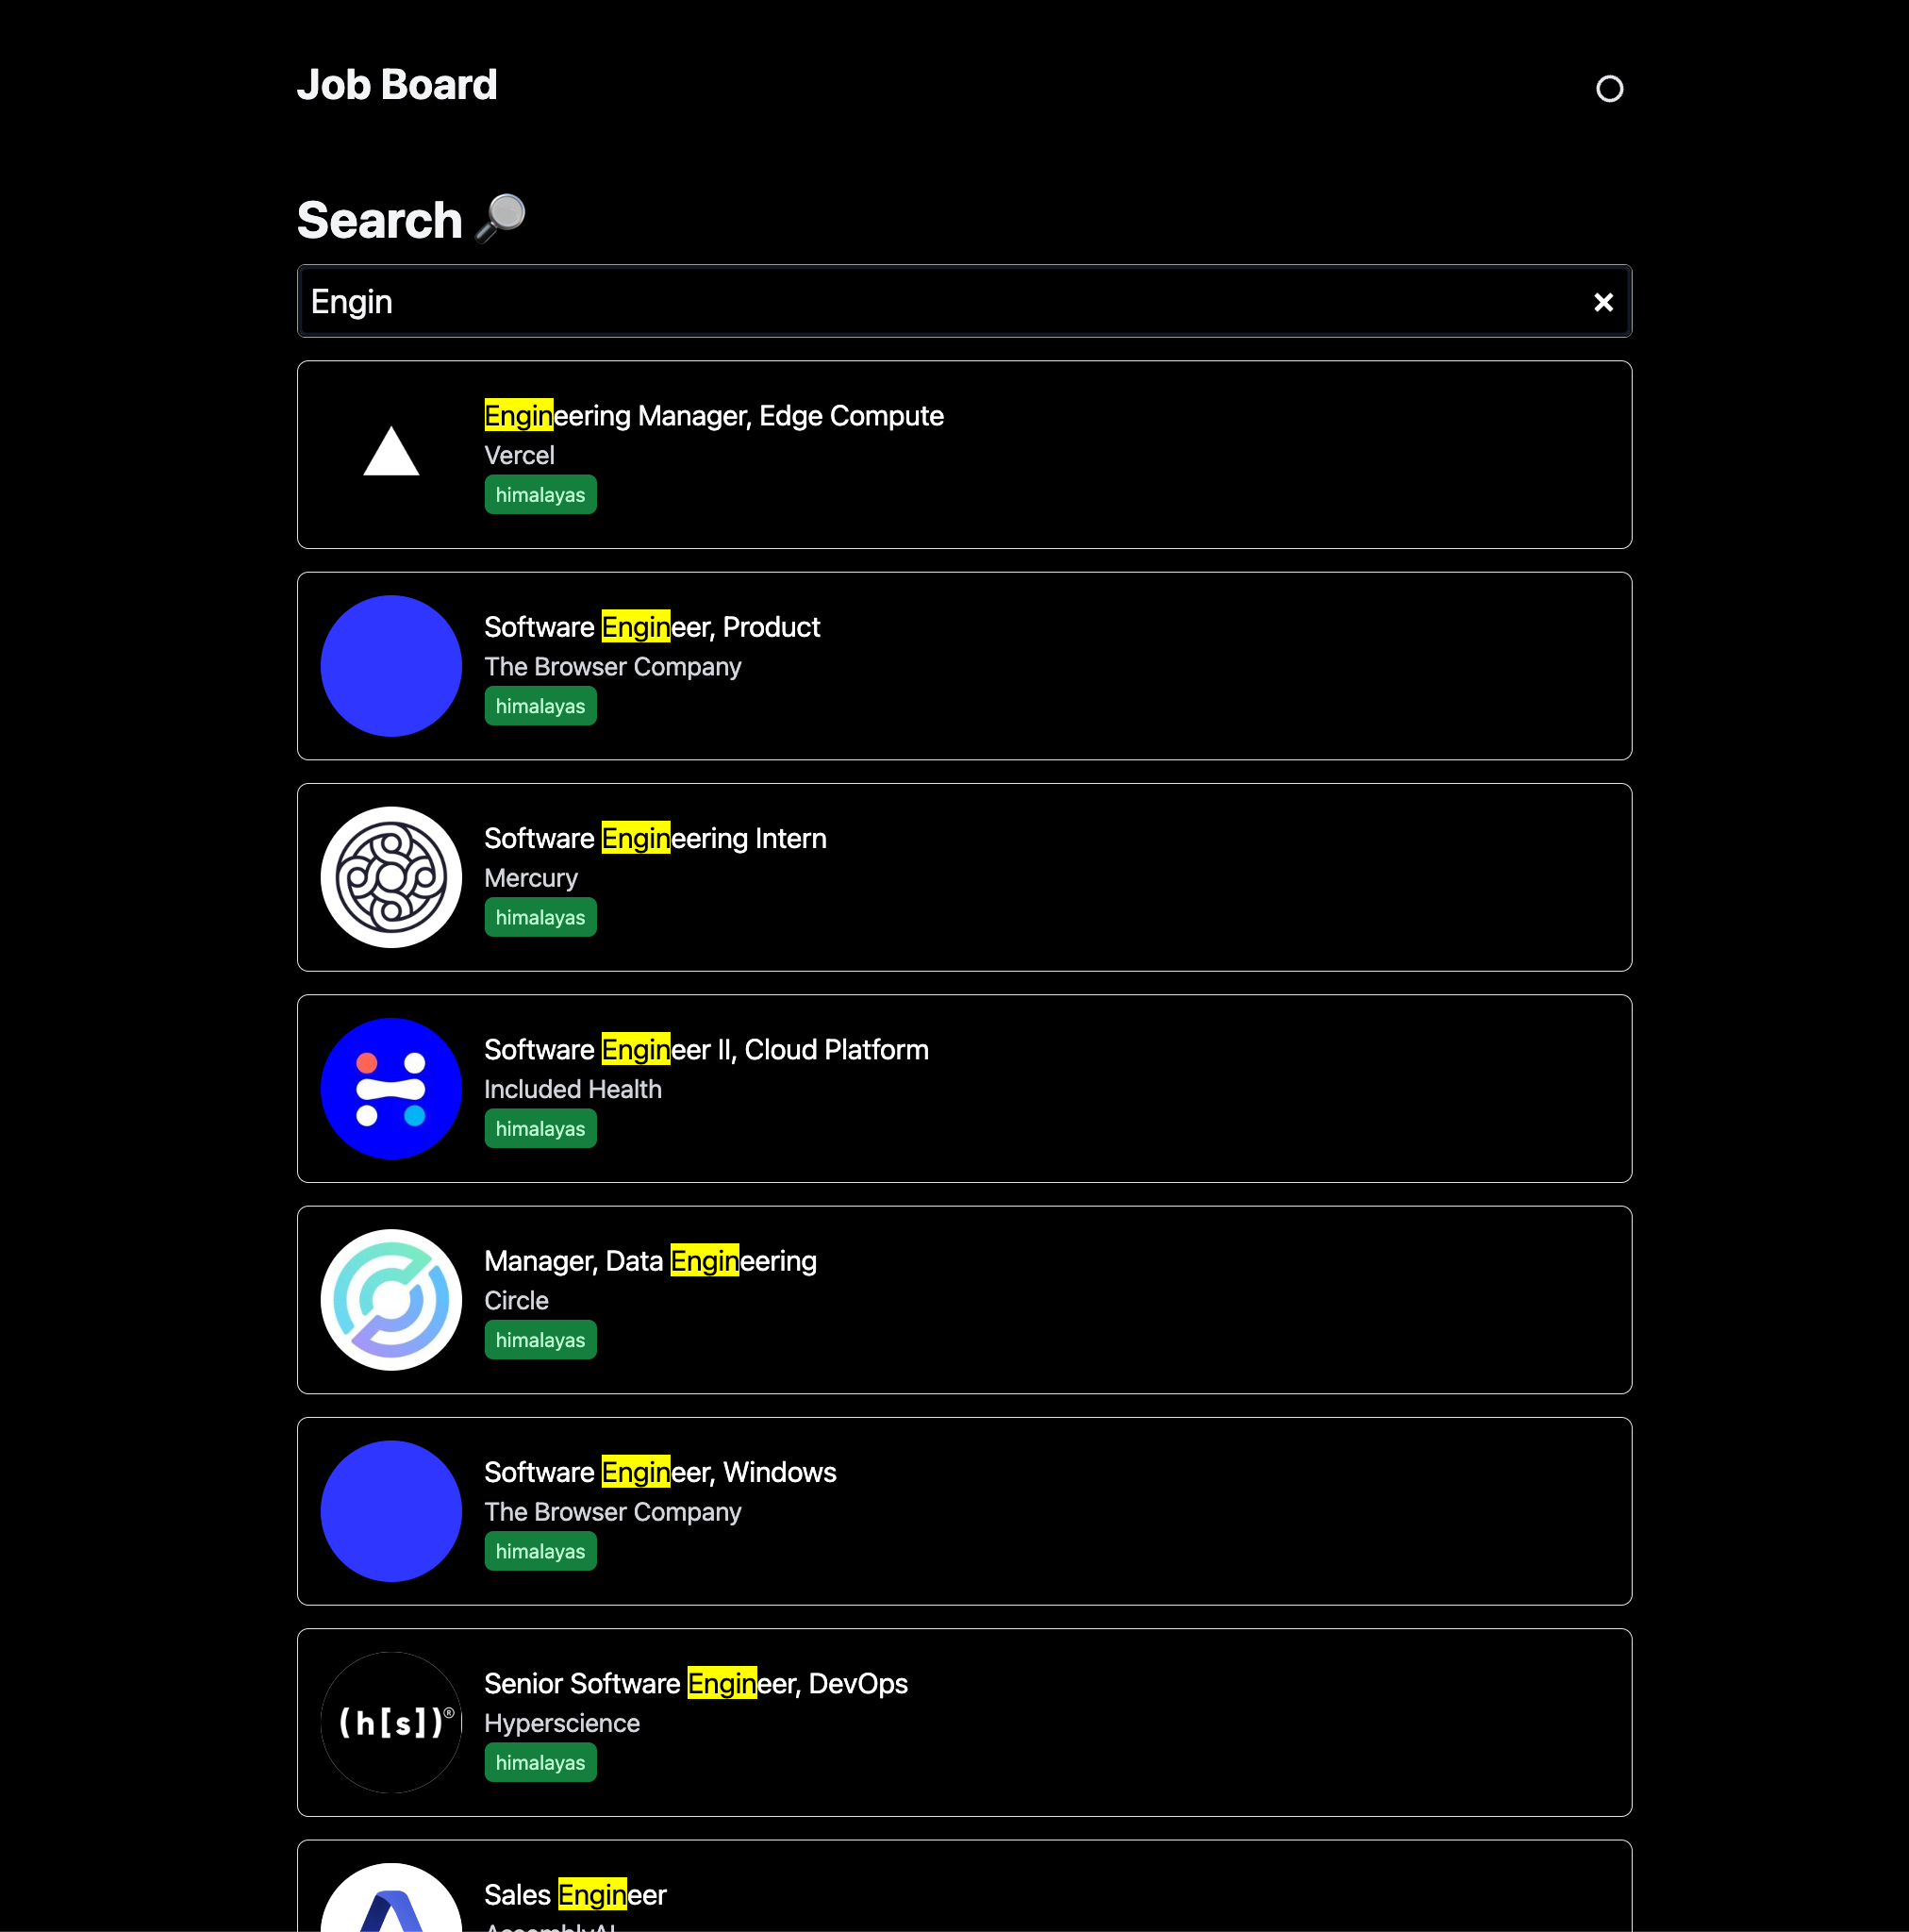 Job Board
Search 🔎
Engin
Engineering Manager, Edge Compute
Vercel
himalayas
Software Engineer, Product
The Browser Company
himalayas
Software Engineering Intern
Mercury
himalayas
Software Engineer II, Cloud Platform
Included Health
himalayas
Manager, Data Engineering
Circle
himalayas
Software Engineer, Windows
The Browser Company
himalayas
(h[s])®
Senior Software Engineer, DevOps
Hyperscience
himalayas
Sales Engineer
AssemblyAI